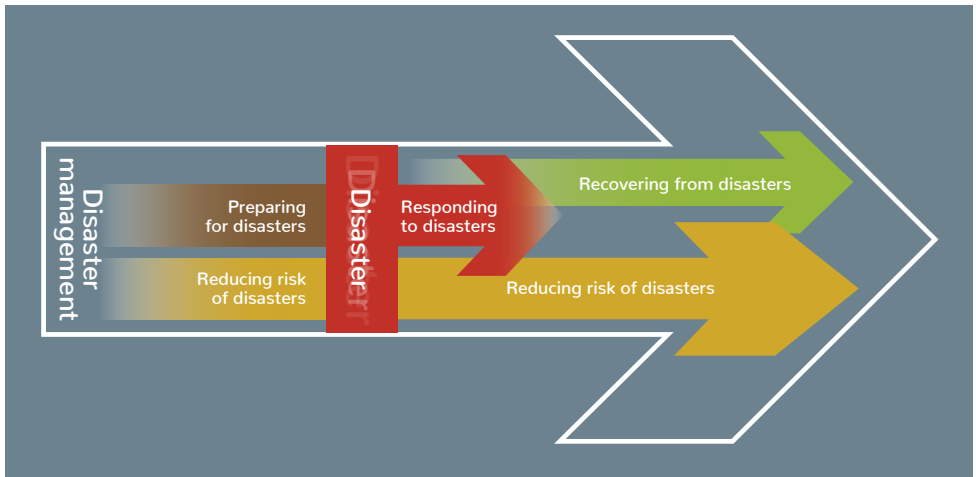 Disaster
management
Preparing
for disasters
Reducing risk
of disasters
Disaster
Responding
to disasters
Recovering from disasters
Reducing risk of disasters